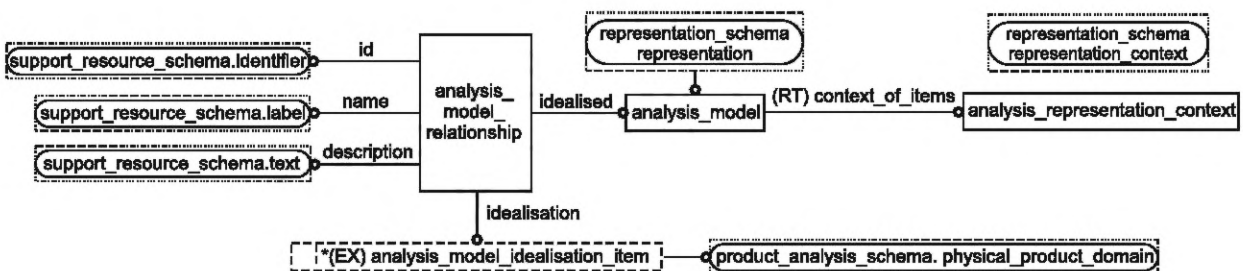 representation_schema
representation
representation_schema
representation_context
support_resource_schema.identifier
id
analysis_
model_
relationship
idealised
analysis_model
(RT) context_of_items
analysis_representation_context
support_resource_schema.label
name
support_resource_schema.text
description
idealisation
*(EX) analysis_model_idealisation_item
product_analysis_schema. physical_product_domain